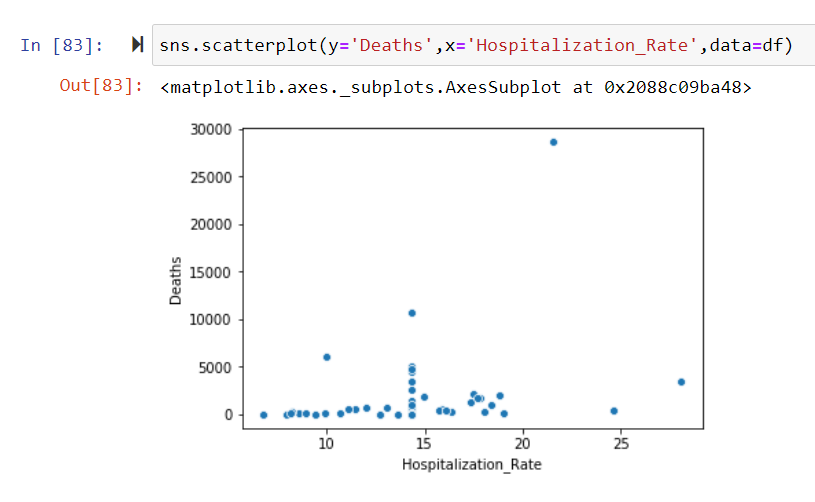 In [83]: sns.scatterplot(y='Deaths',x='Hospitalization_Rate',data=df)
Out[83]: <matplotlib.axes._subplots.AxesSubplot at 0x2088c09ba48>
30000
25000
20000
15000
10000
5000
0
Deaths
10 15 20 25
Hospitalization_Rate